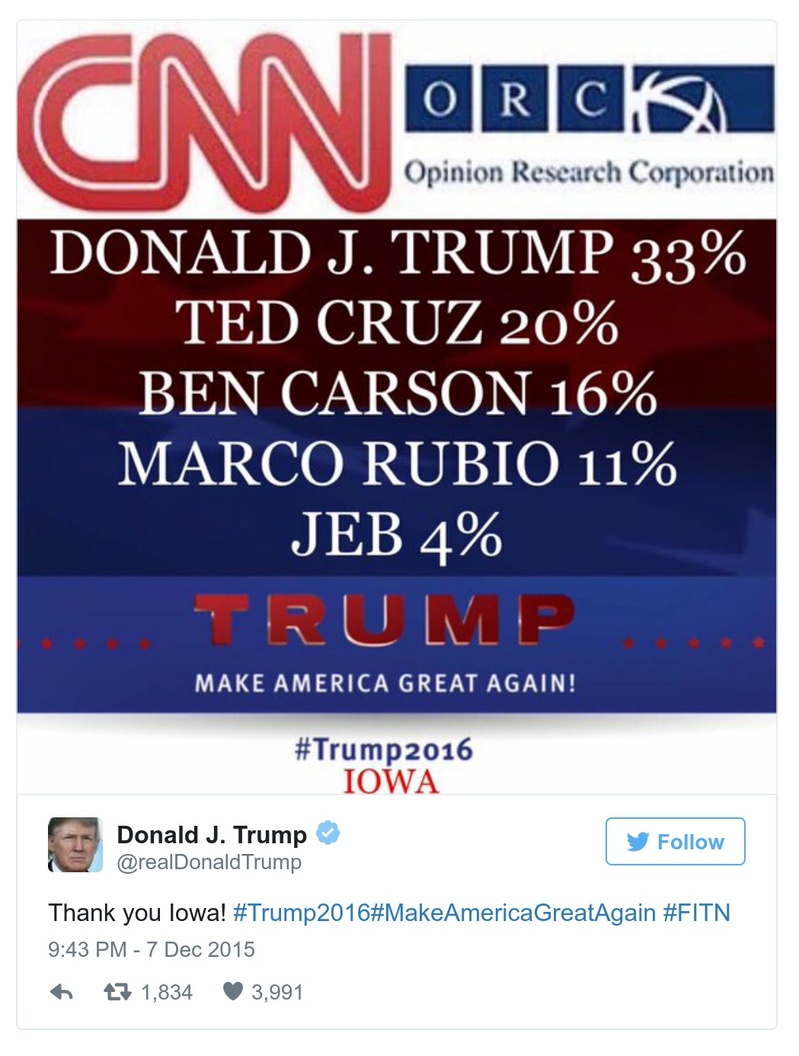 CNN
ORC
Opinion Research Corporation
DONALD J. TRUMP 33%
TED CRUZ 20%
BEN CARSON 16%
MARCO RUBIO 11%
JEB 4%
TRUMP
MAKE AMERICA GREAT AGAIN!
#Trump2016
IOWA
Donald J. Trump
@realDonaldTrump
Follow
Thank you Iowa! #Trump2016#MakeAmericaGreatAgain #FITN
9:43 PM - 7 Dec 2015
1,834 3,991